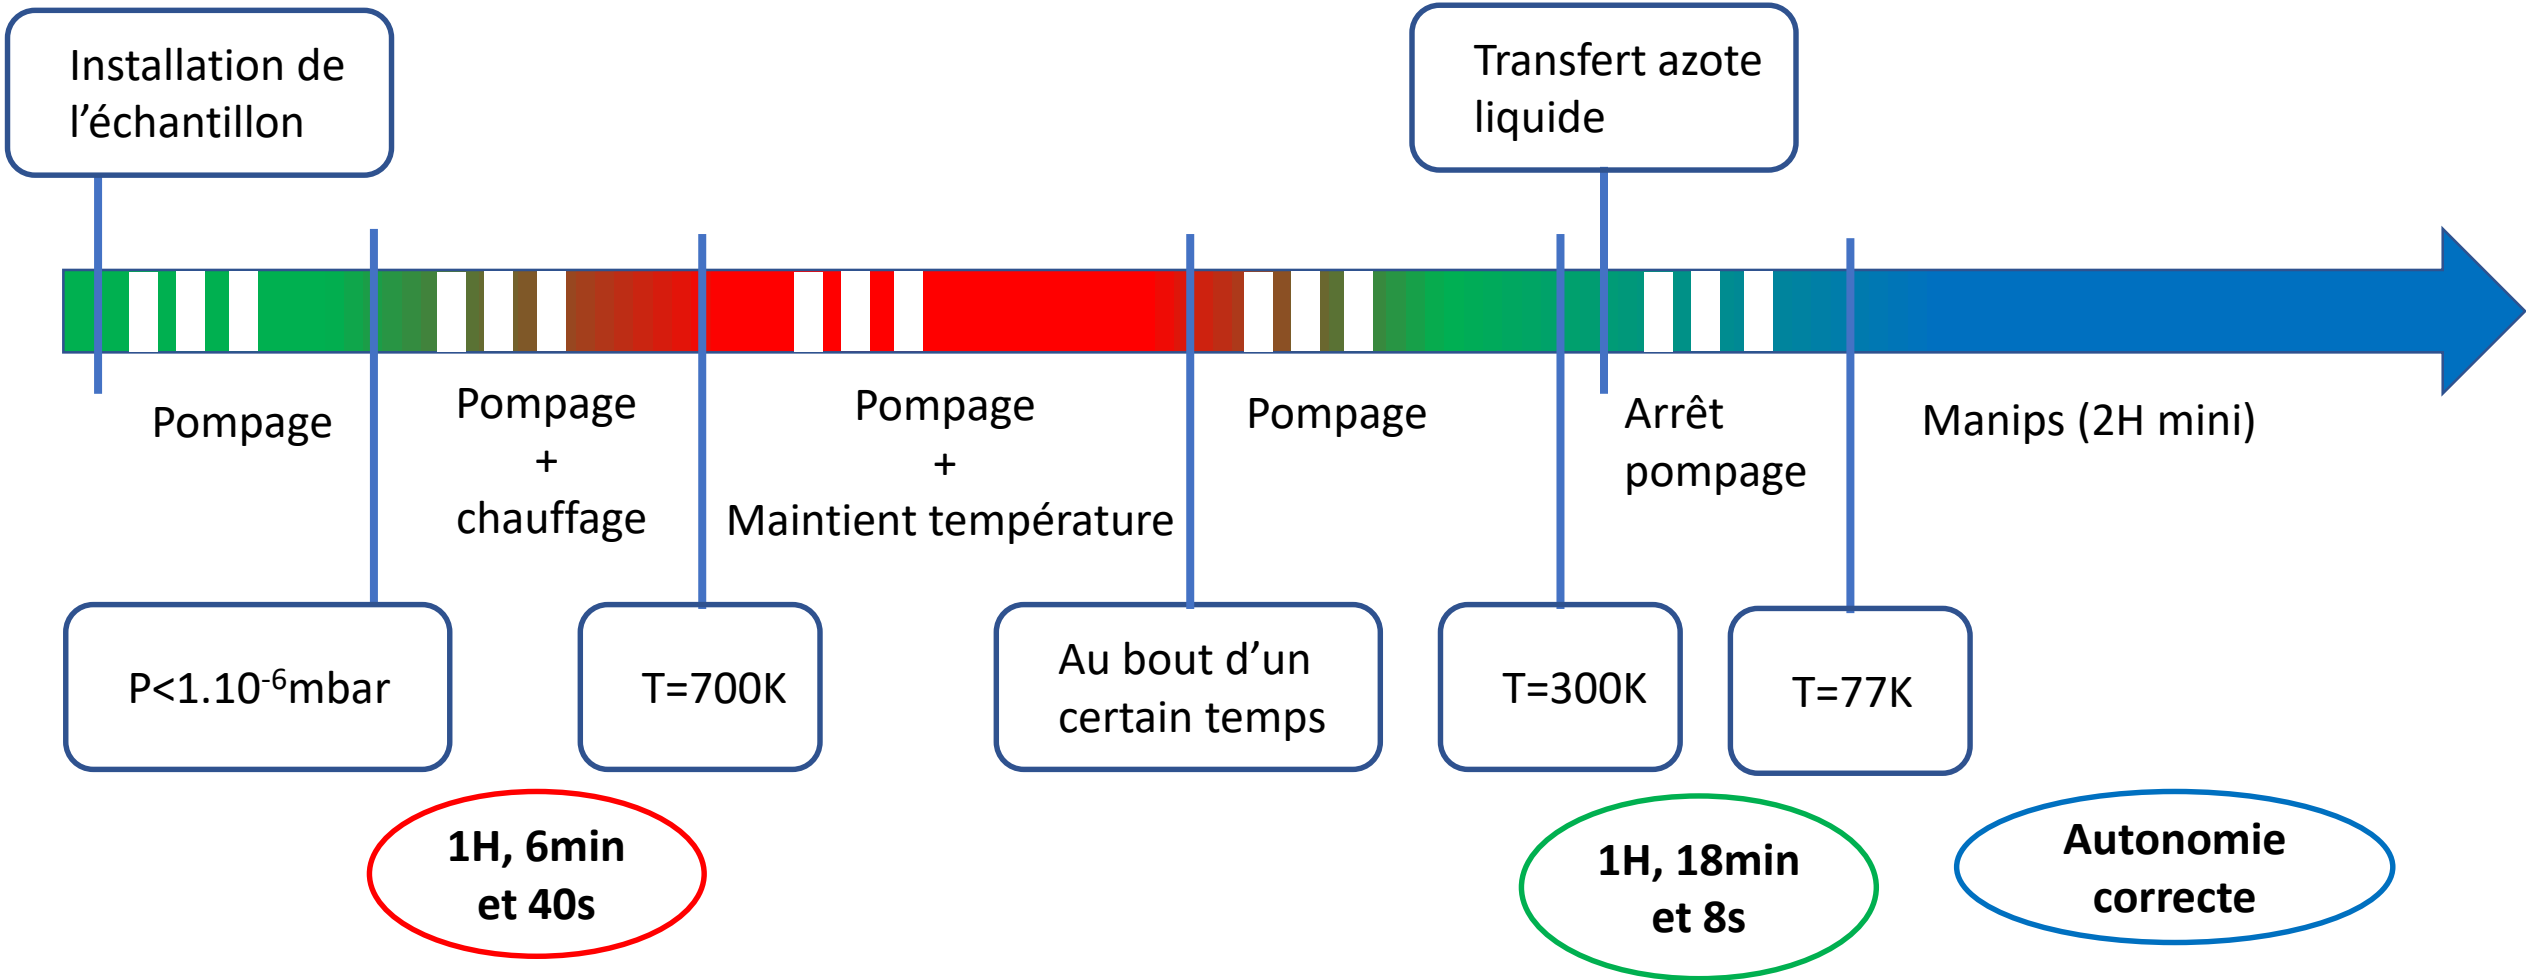 Installation de
l’échantillon
Transfert azote
liquide
Pompage
Pompage
+
chauffage
Pompage
+
Maintient température
Pompage
Arrêt
pompage
Manips (2H mini)
P<1.10⁻⁶mbar
T=700K
Au bout d’un
certain temps
T=300K
T=77K
1H, 6min
et 40s
1H, 18min
et 8s
Autonomie
correcte